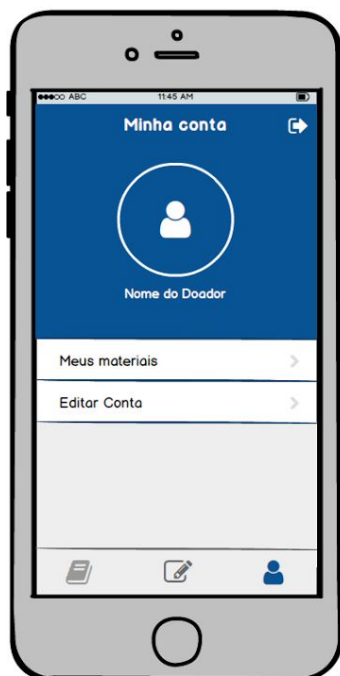 ABC 11:45 AM
Minha conta
Nome do Doador
Meus materiais
Editar Conta